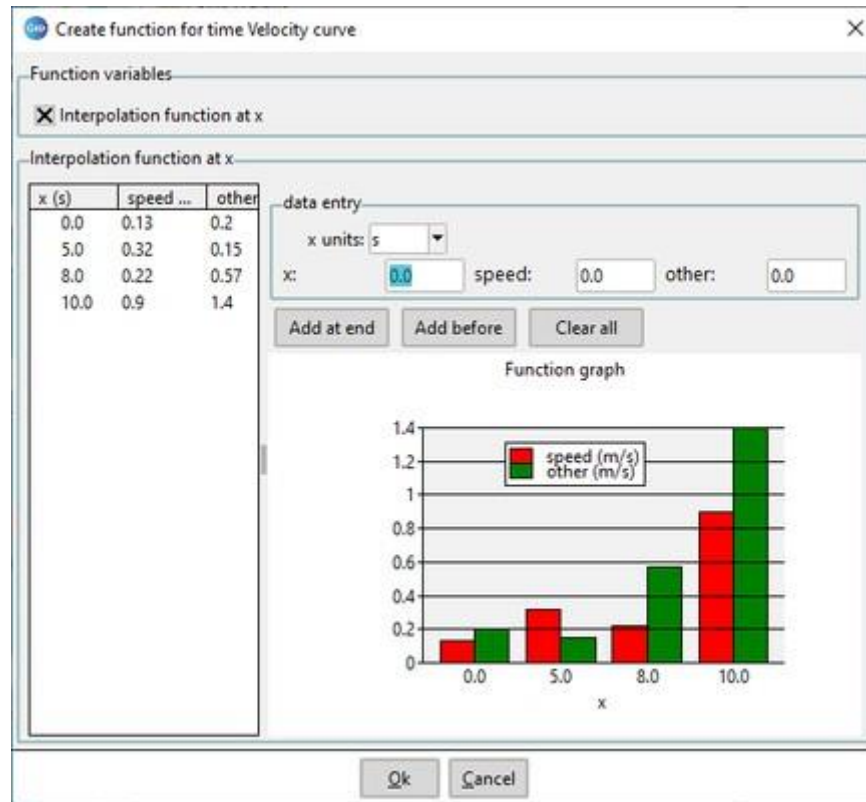 Create function for time Velocity curve
Function variables
Interpolation function at x
Interpolation function at x
x (s) speed ... other
0.0 0.13 0.2
5.0 0.32 0.15
8.0 0.22 0.57
10.0 0.9 1.4
data entry
x units: s
x: 0.0 speed: 0.0 other: 0.0
Add at end Add before Clear all
Function graph
speed (m/s)
other (m/s)
1.4
1.2
1
0.8
0.6
0.4
0.2
0
0.0 5.0 8.0 10.0
x
Ok Cancel